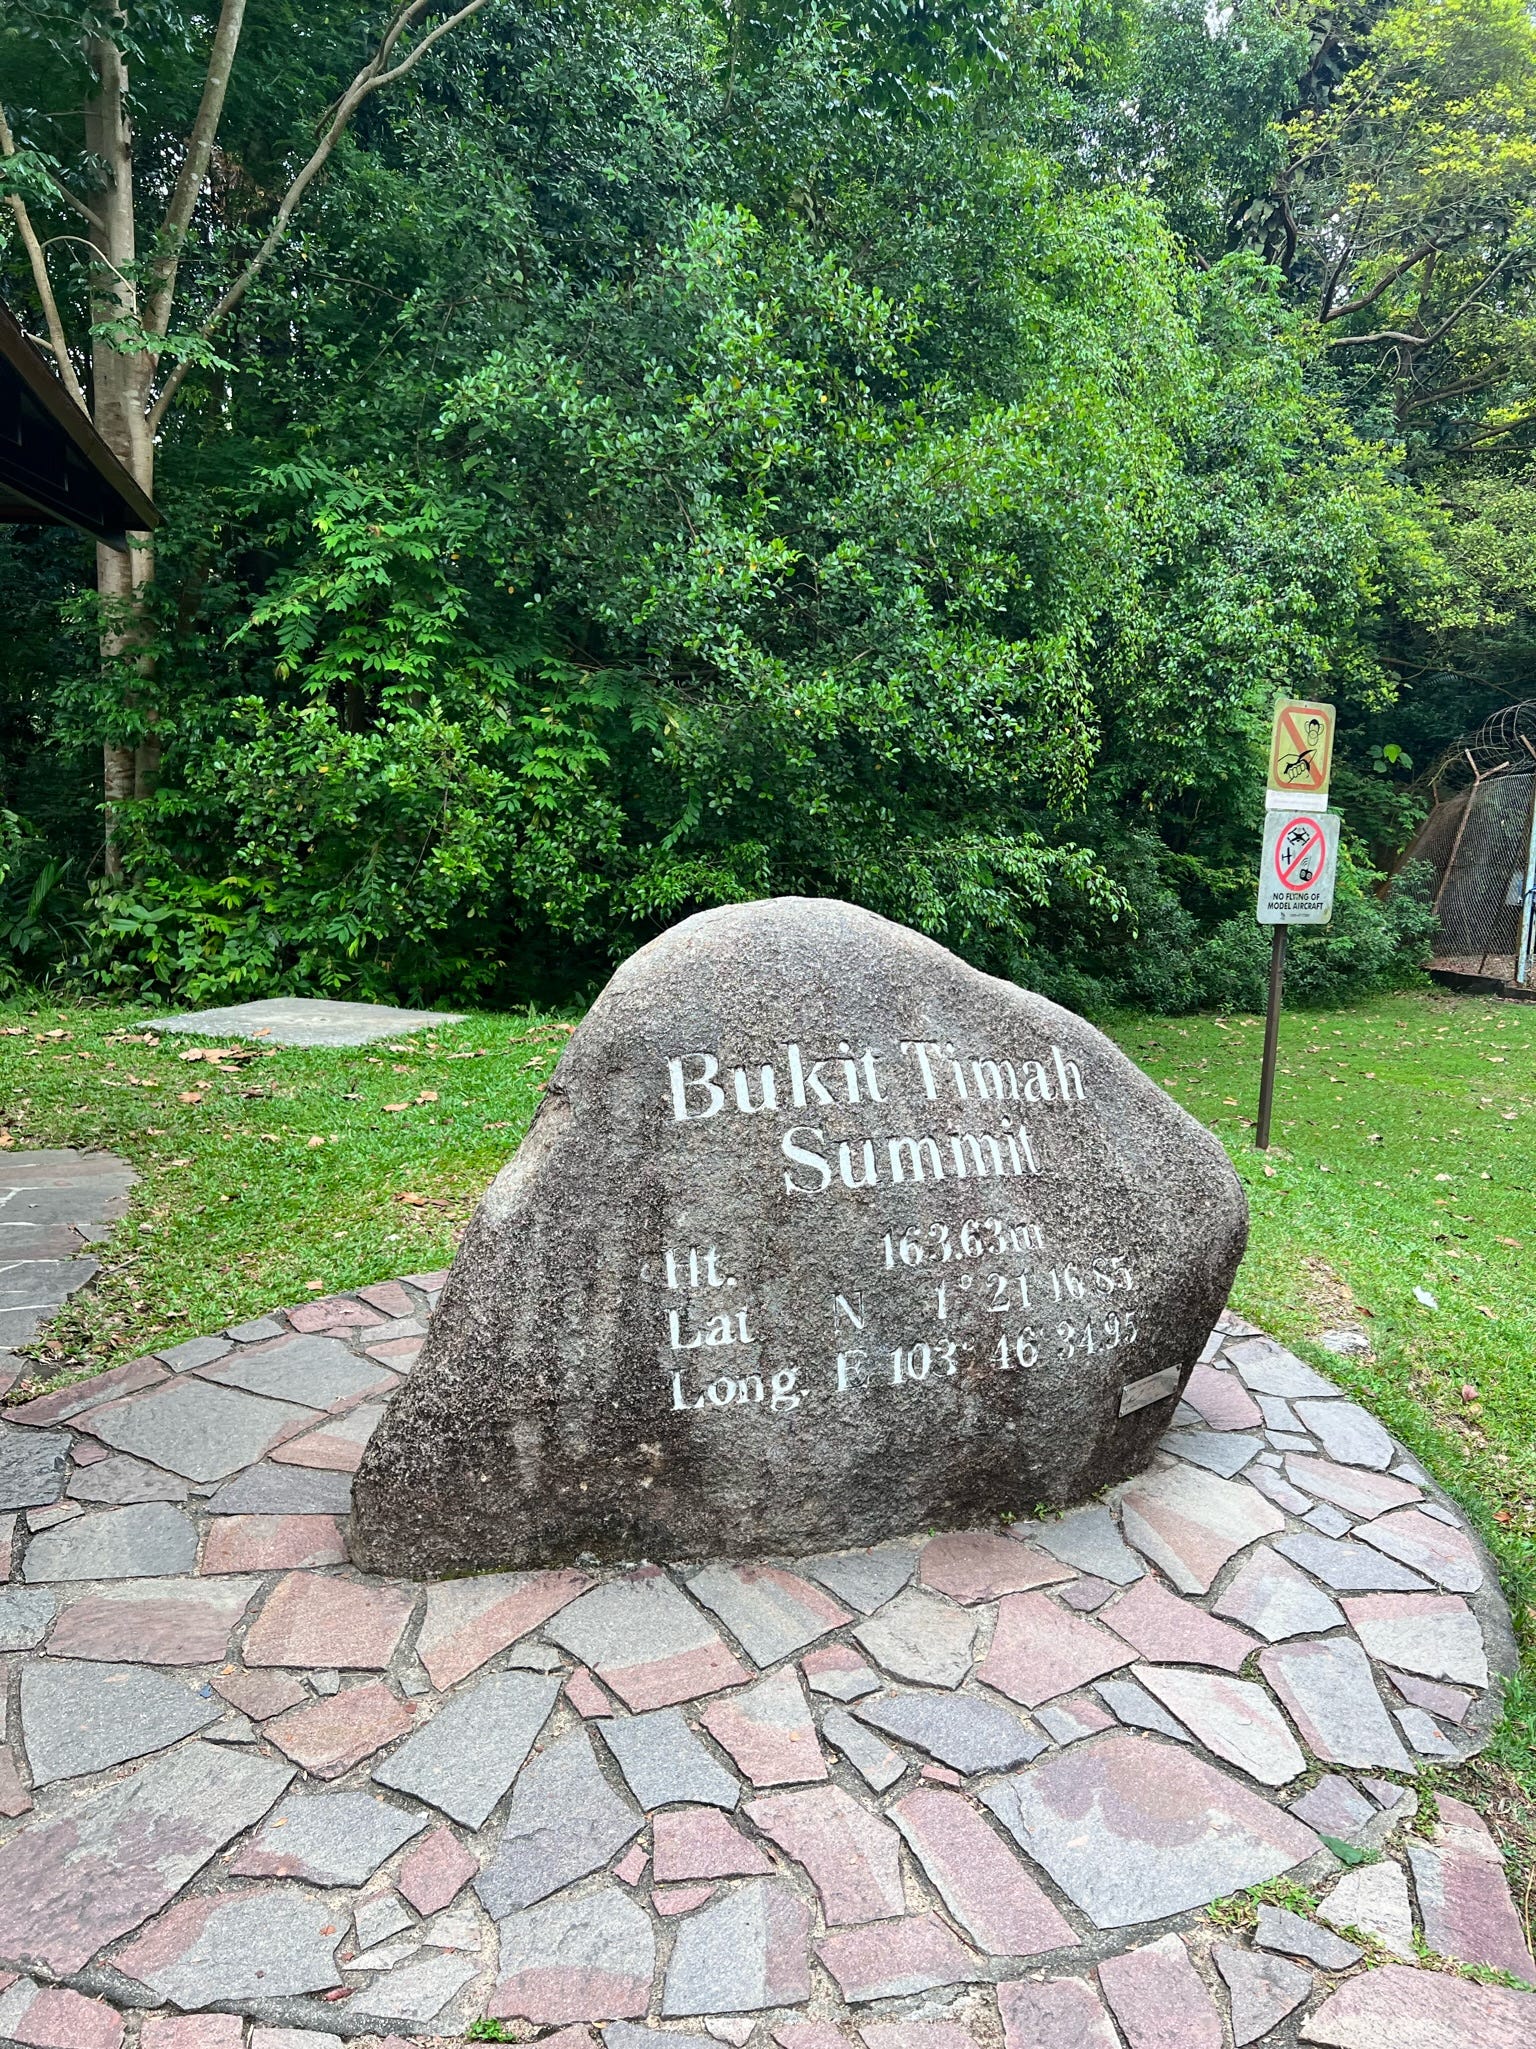 Bukit Timah
Summit
Ht. 163.63m
Lat N 1° 21' 16.85
Long. E 103° 46' 34.95
NO FLYING OF
MODEL AIRCRAFT